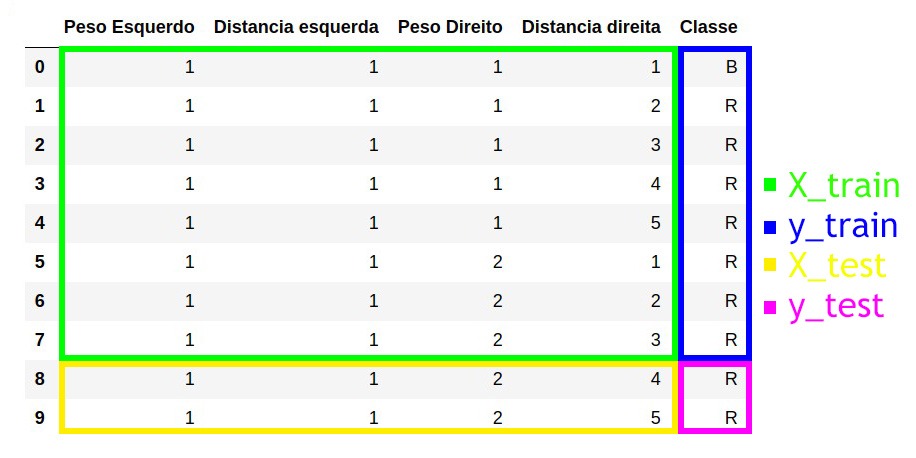 Peso Esquerdo Distancia esquerda Peso Direito Distancia direita Classe
0 1 1 1 1 B
1 1 1 1 2 R
2 1 1 1 3 R
3 1 1 1 4 R
4 1 1 1 5 R
5 1 1 2 1 R
6 1 1 2 2 R
7 1 1 2 3 R
8 1 1 2 4 R
9 1 1 2 5 R
X_train
y_train
X_test
y_test